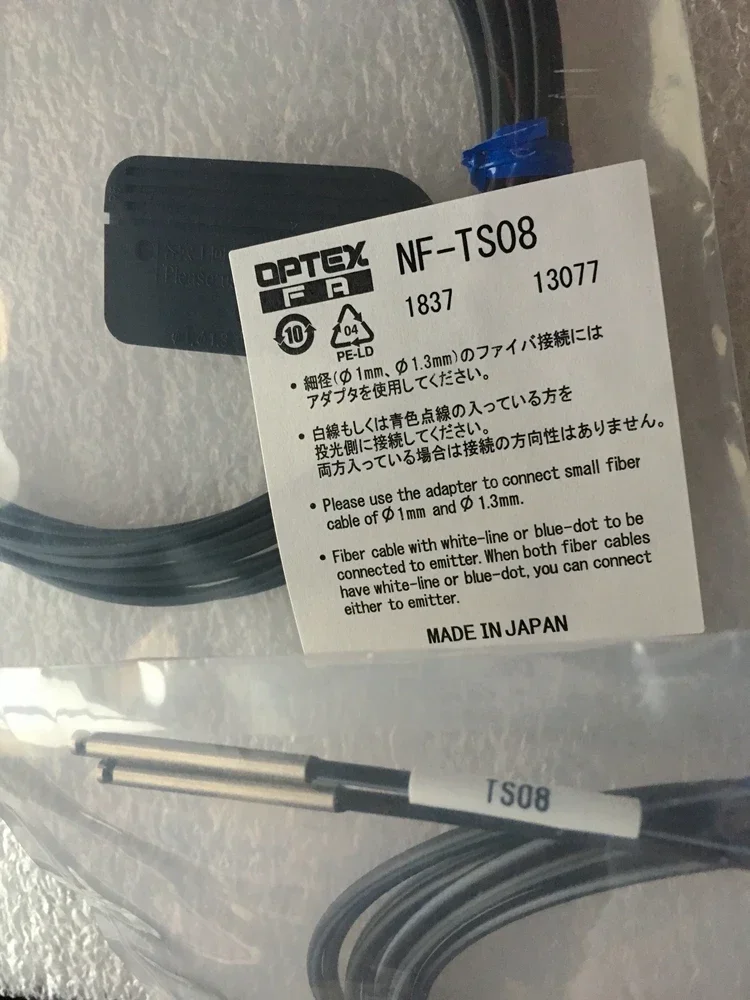 OPTEX
FA
NF-TS08
1837
13077
10
04
PE-LD
• 細径(Φ1mm、Φ1.3mm)のファイバ接続には
アダプタを使用してください。
• 白線もしくは青色点線の入っている方を
投光側に接続してください。
両方入っている場合は接続の方向性はありません。
• Please use the adapter to connect small fiber
cable of Φ1mm and Φ1.3mm.
• Fiber cable with white-line or blue-dot to be
connected to emitter. When both fiber cables
have white-line or blue-dot, you can connect
either to emitter.
MADE IN JAPAN
TS08